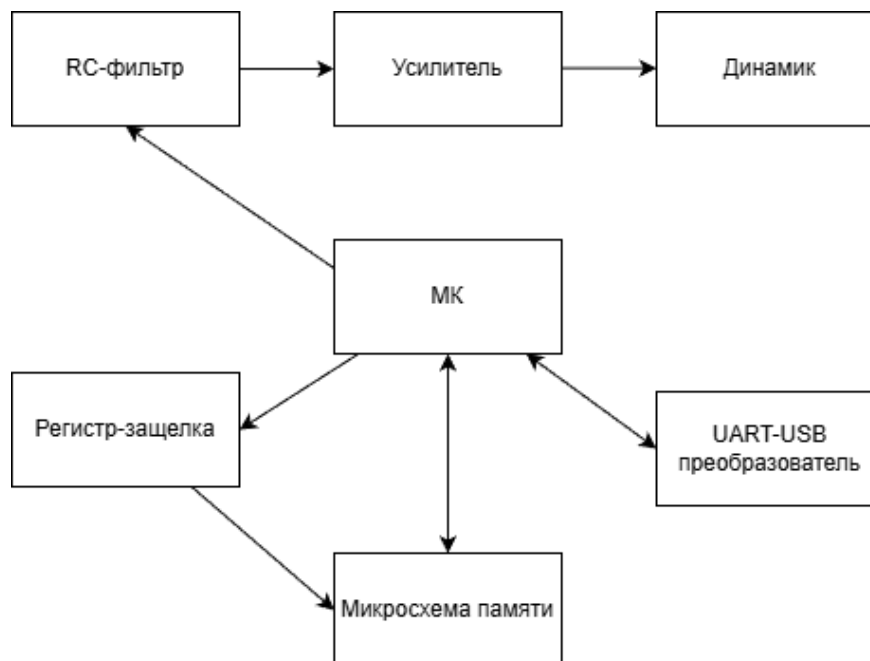 RC-фильтр
Усилитель
Динамик
МК
Регистр-защелка
UART-USB
преобразователь
Микросхема памяти